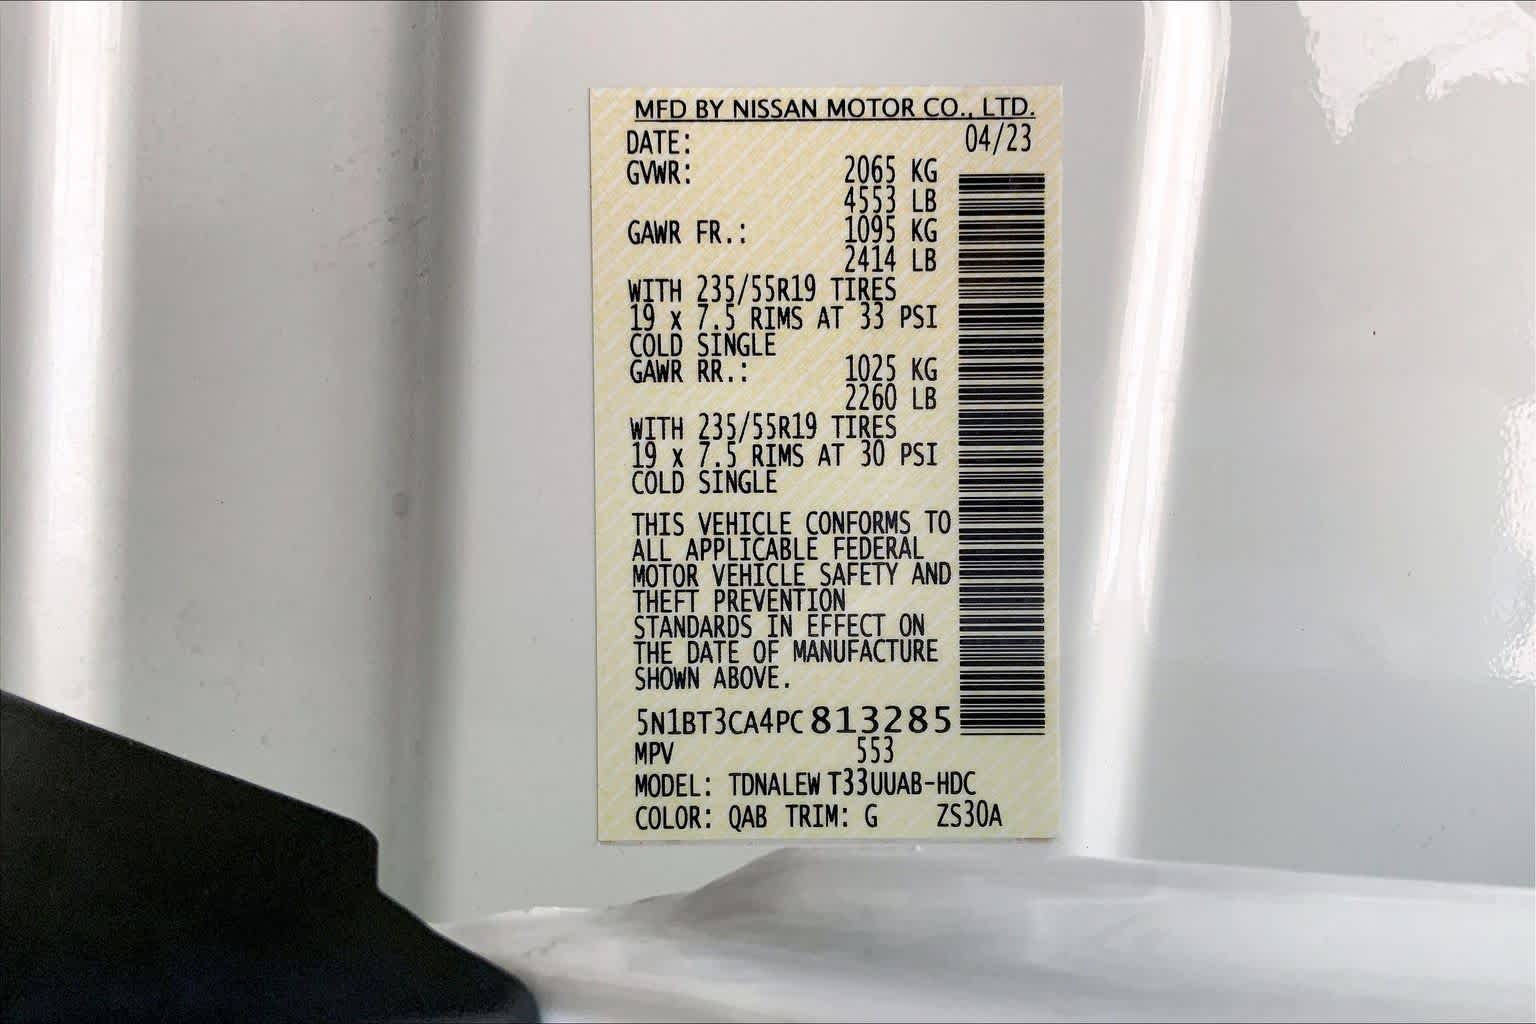 MFD BY NISSAN MOTOR CO., LTD.
DATE: 04/23
GVWR: 2065 KG
4553 LB
GAWR FR.: 1095 KG
2414 LB
WITH 235/55R19 TIRES
19 x 7.5 RIMS AT 33 PSI
COLD SINGLE
GAWR RR.: 1025 KG
2260 LB
WITH 235/55R19 TIRES
19 x 7.5 RIMS AT 30 PSI
COLD SINGLE
THIS VEHICLE CONFORMS TO
ALL APPLICABLE FEDERAL
MOTOR VEHICLE SAFETY AND
THEFT PREVENTION
STANDARDS IN EFFECT ON
THE DATE OF MANUFACTURE
SHOWN ABOVE.
5N1BT3CA4PC813285
MPV 553
MODEL: TDNALEW T33UUAB-HDC
COLOR: QAB TRIM: G ZS30A